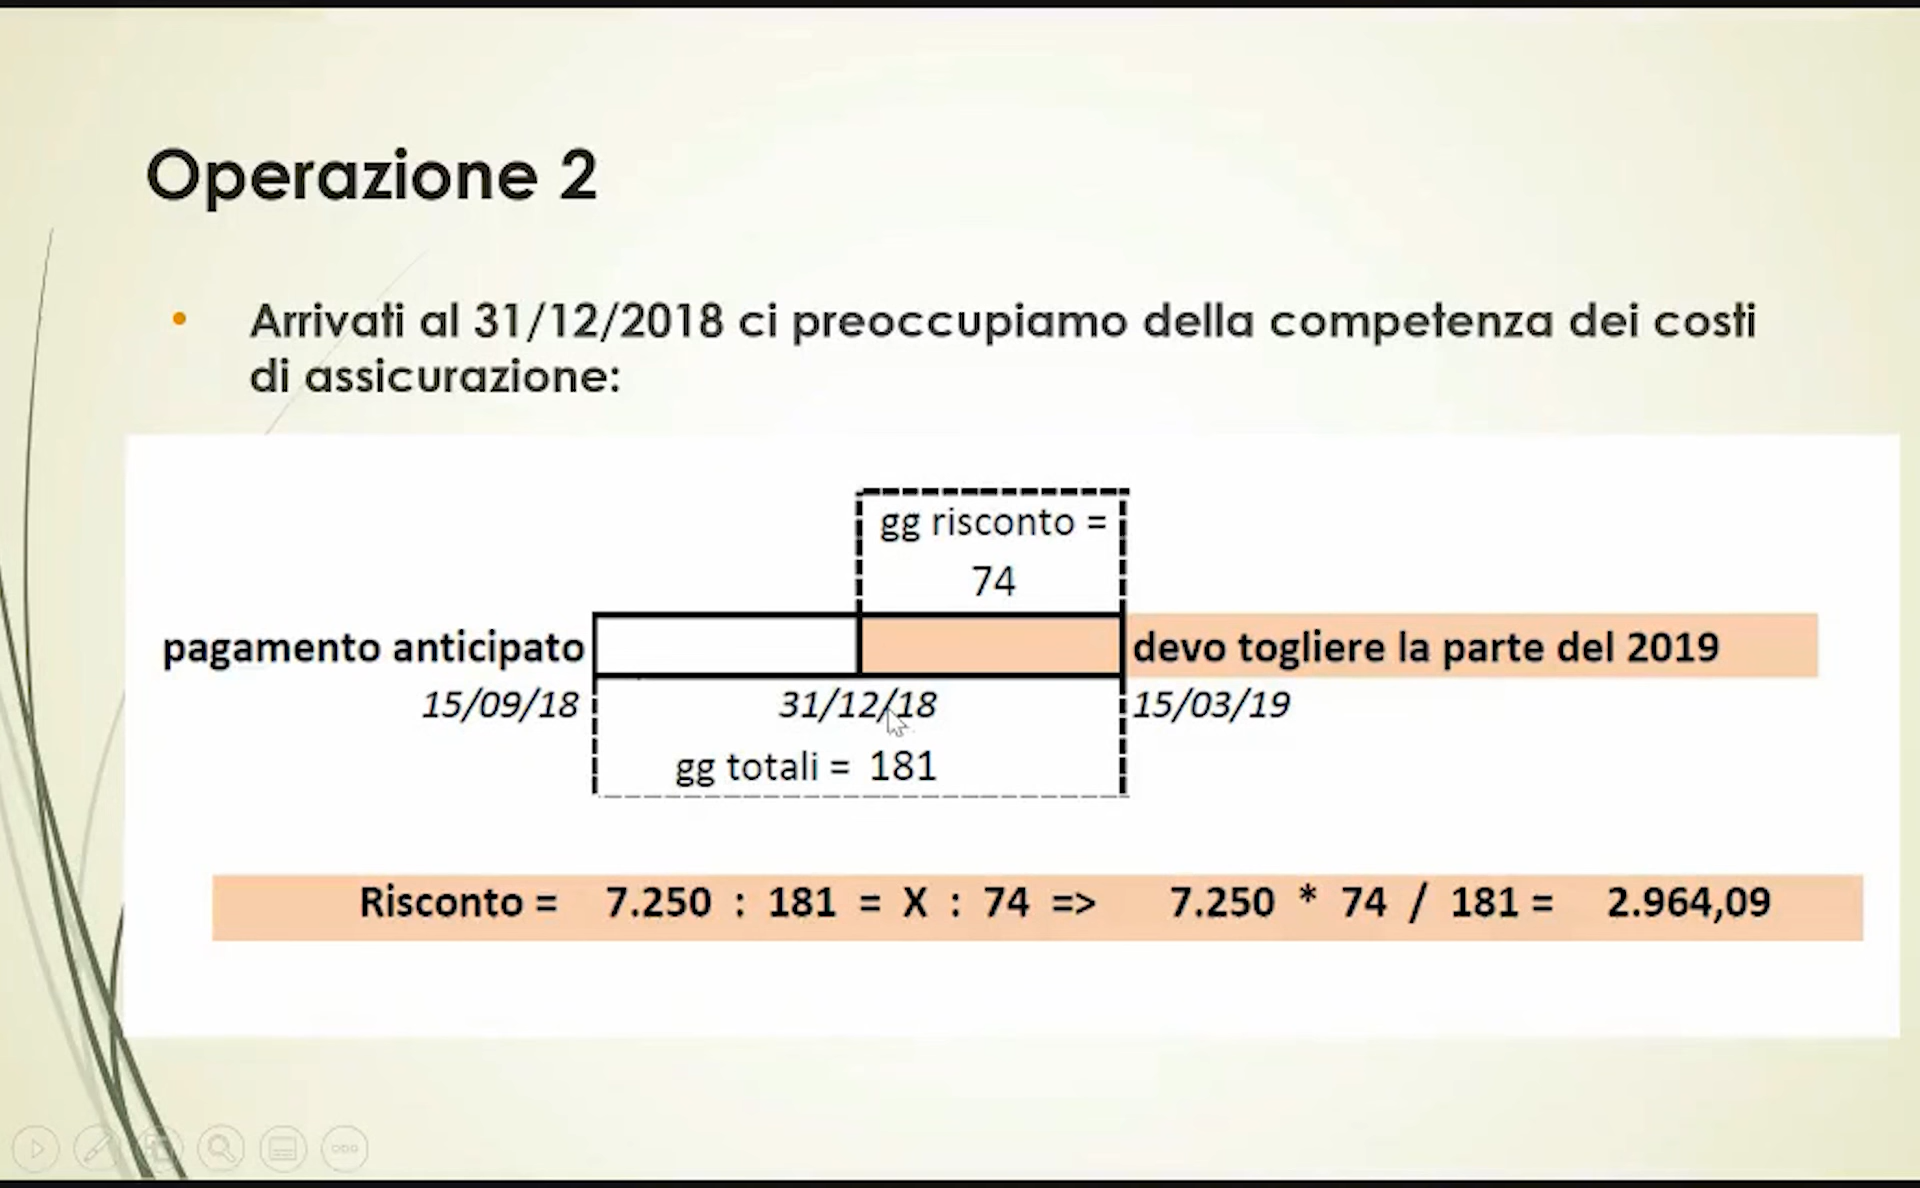 Operazione 2
• Arrivati al 31/12/2018 ci preoccupiamo della competenza dei costi
di assicurazione:
gg risconto =
74
pagamento anticipato devo togliere la parte del 2019
15/09/18 31/12/18 15/03/19
gg totali = 181
Risconto = 7.250 : 181 = X : 74 => 7.250 * 74 / 181 = 2.964,09